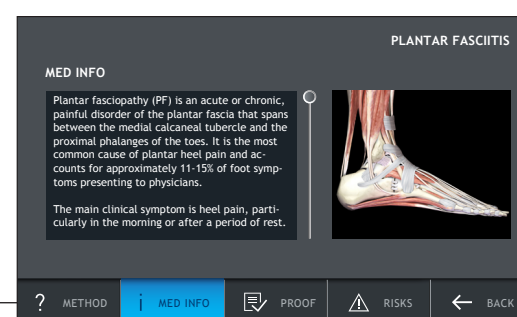 PLANTAR FASCIITIS
MED INFO
Plantar fasciopathy (PF) is an acute or chronic,
painful disorder of the plantar fascia that spans
between the medial calcaneal tubercle and the
proximal phalanges of the toes. It is the most
common cause of plantar heel pain and ac-
counts for approximately 11-15% of foot symp-
toms presenting to physicians.
The main clinical symptom is heel pain, parti-
cularly in the morning or after a period of rest.
? METHOD i MED INFO PROOF RISKS BACK